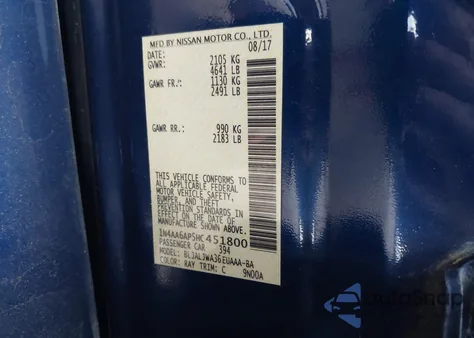 MFD BY NISSAN MOTOR CO., LTD.
DATE: 08/17
GVWR: 2105 KG
4641 LB
GAWR FR.: 1130 KG
2491 LB
GAWR RR.: 990 KG
2183 LB
THIS VEHICLE CONFORMS TO
ALL APPLICABLE FEDERAL
MOTOR VEHICLE SAFETY,
BUMPER, AND THEFT
PREVENTION STANDARDS IN
EFFECT ON THE DATE OF
MANUFACTURE SHOWN ABOVE.
1N4AA6AP5HC451800
PASSENGER CAR 394
MODEL: BL3ALJWA36EUAAA-BA
COLOR: RAY TRIM: C 9N00A
autoSnap